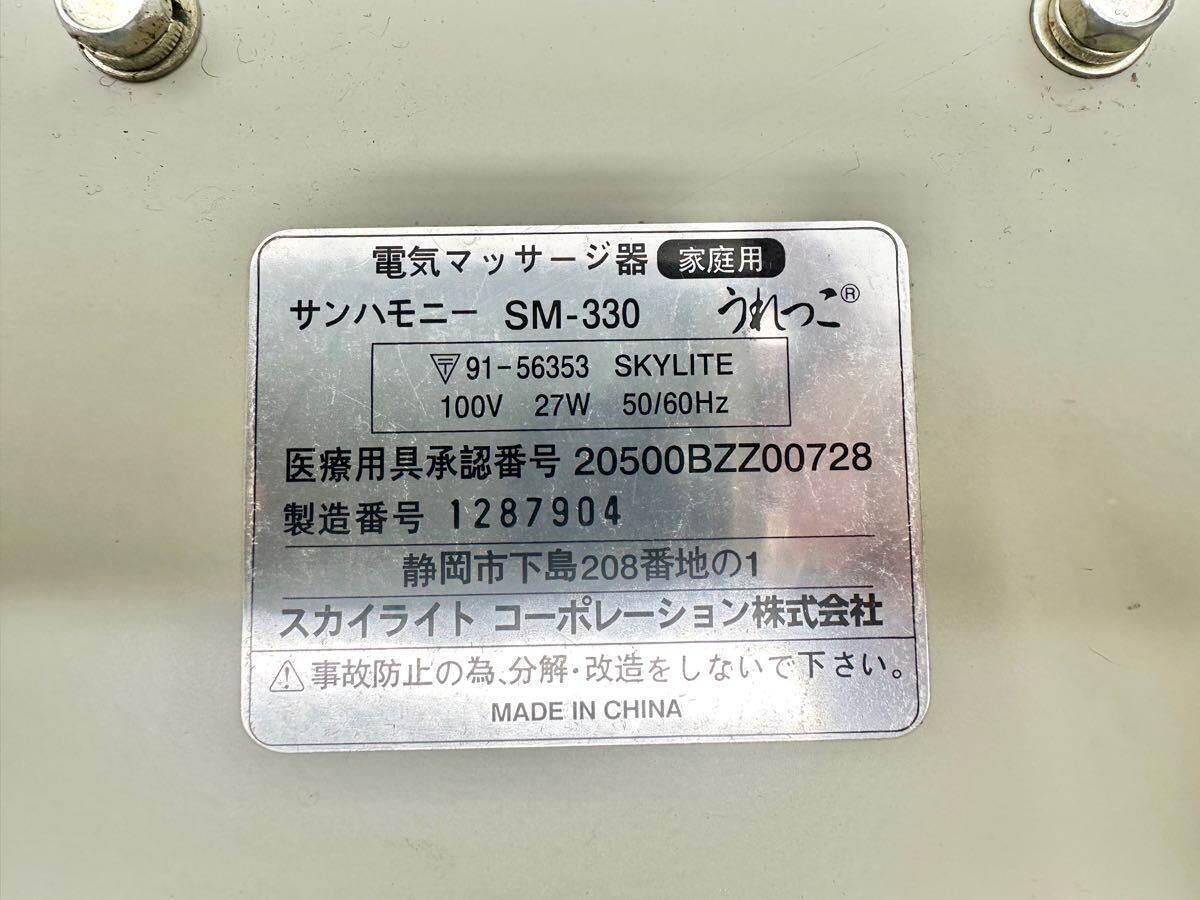 電気マッサージ器 家庭用
サンハモニー SM-330 うれっこ®
〒91-56353 SKYLITE
100V 27W 50/60Hz
医療用具承認番号 20500BZZ00728
製造番号 1287904
静岡市下島208番地の1
スカイライト コーポレーション株式会社
⚠事故防止の為、分解・改造をしないで下さい。
MADE IN CHINA